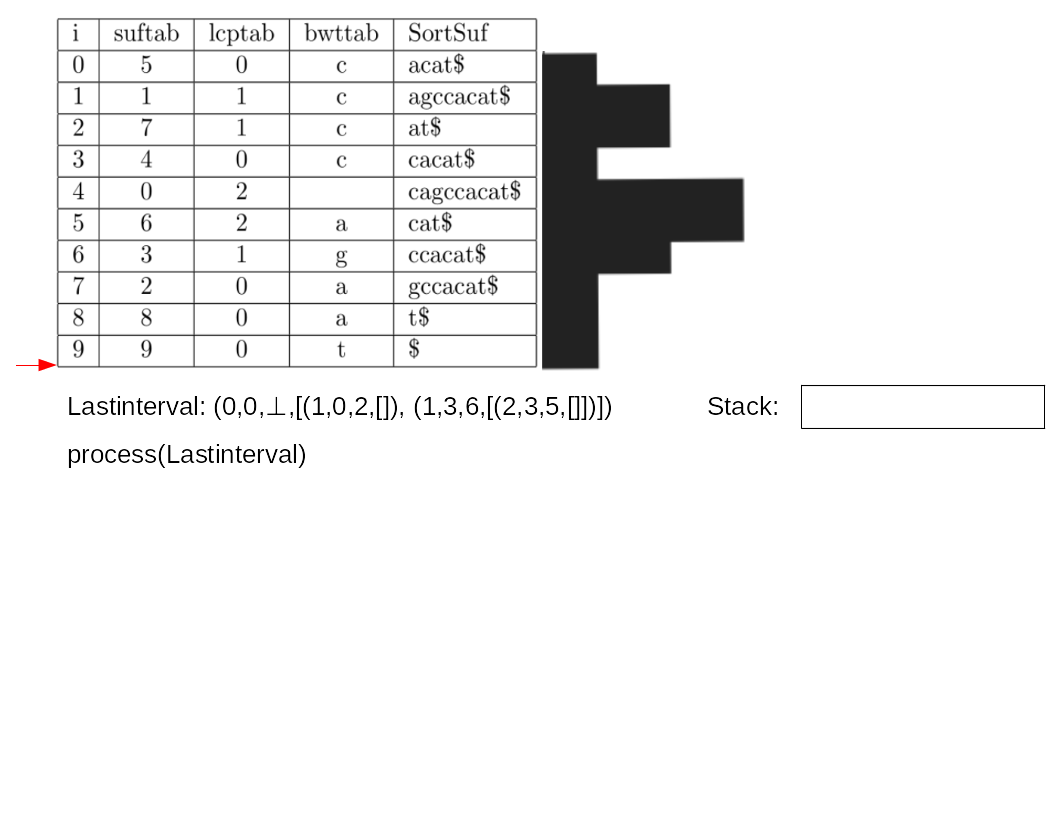 i suftab lcptab bwttab SortSuf
0 5 0 c acat$
1 1 1 c agccacat$
2 7 1 c at$
3 4 0 c cacat$
4 0 2 cagccacat$
5 6 2 a cat$
6 3 1 g ccacat$
7 2 0 a gccacat$
8 8 0 a t$
9 9 0 t $
Lastinterval: (0,0,⊥,[(1,0,2,[]), (1,3,6,[(2,3,5,[]])]) Stack:
process(Lastinterval)